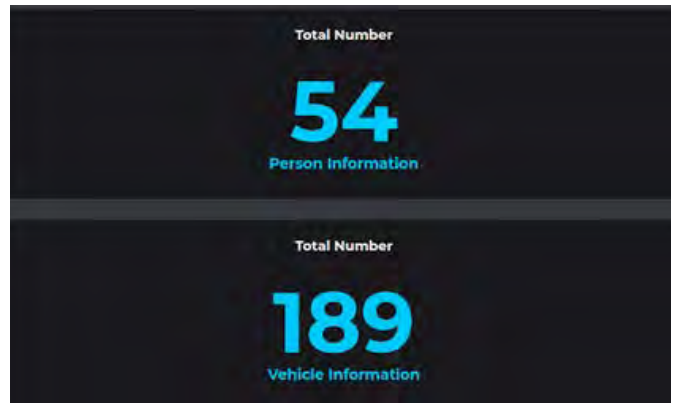 Total Number
54
Person Information
Total Number
189
Vehicle Information